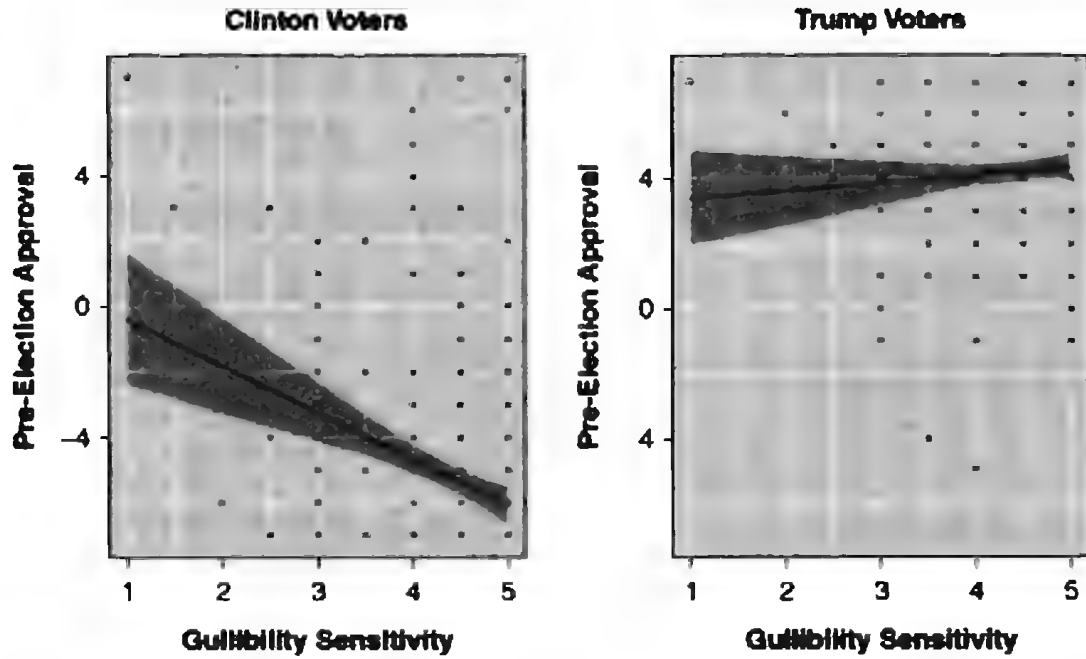 Clinton Voters
Pre-Election Approval
4
0
−4
1 2 3 4 5
Gullibility Sensitivity
Trump Voters
Pre-Election Approval
4
0
4
1 2 3 4 5
Gullibility Sensitivity